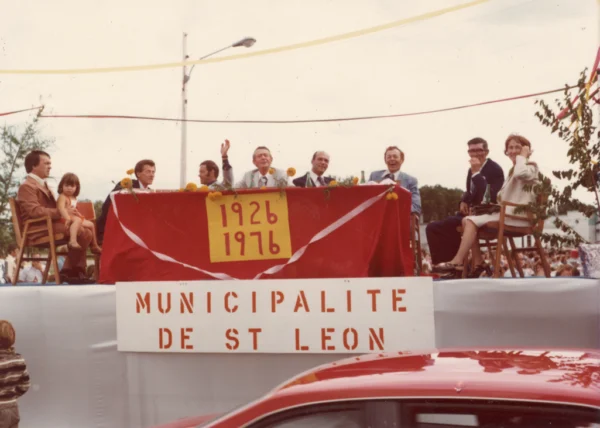 1926
1976
MUNICIPALITE
DE ST LEON